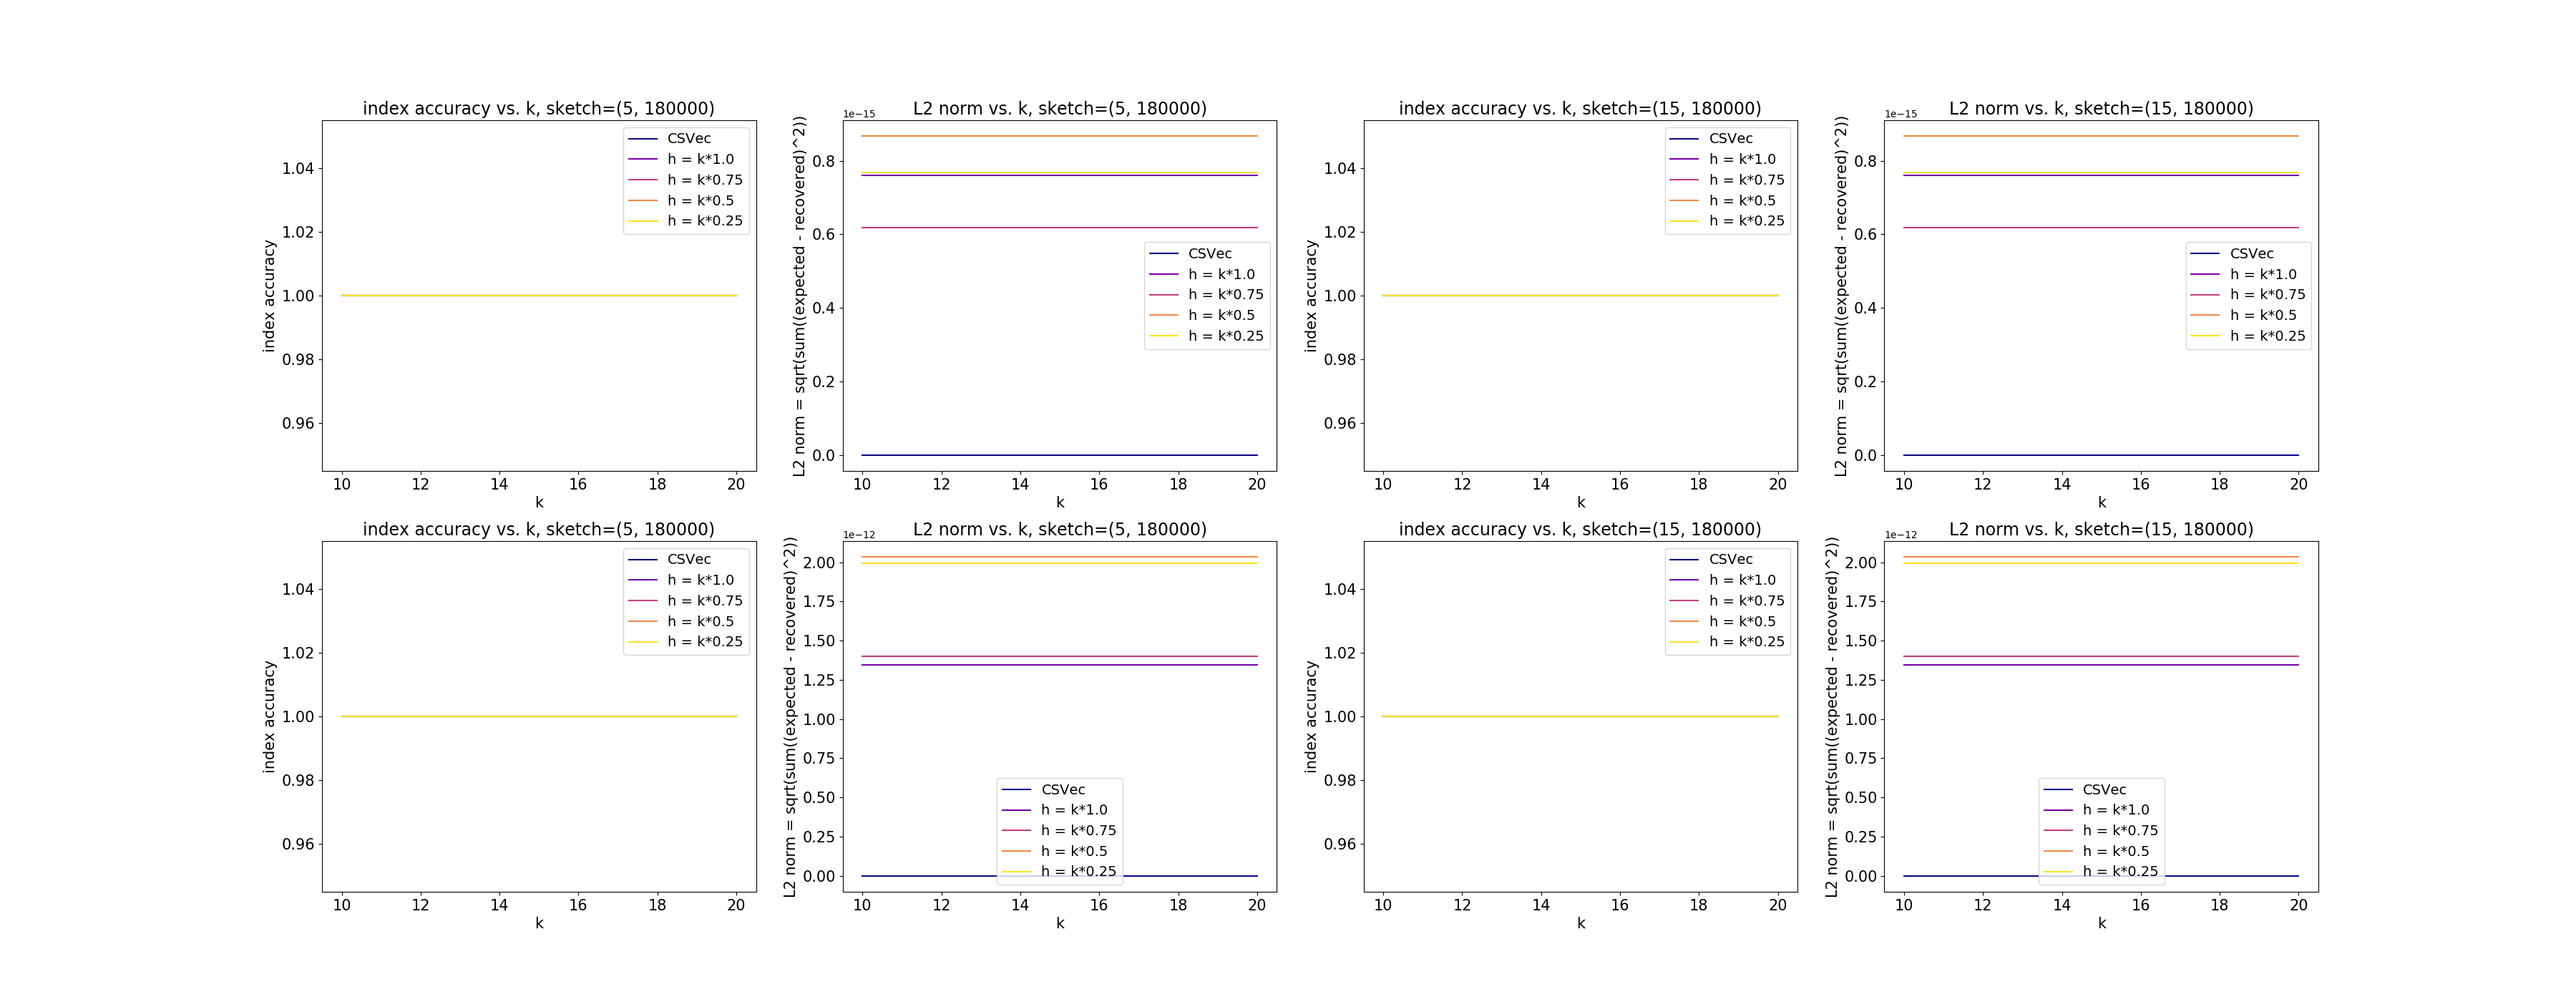 index accuracy vs. k, sketch=(5, 180000)
index accuracy
1.04
1.02
1.00
0.98
0.96
10 12 14 16 18 20
k
CSVec
h = k*1.0
h = k*0.75
h = k*0.5
h = k*0.25
L2 norm vs. k, sketch=(5, 180000)
1e−15
L2 norm = sqrt(sum((expected - recovered)^2))
0.8
0.6
0.4
0.2
0.0
10 12 14 16 18 20
k
CSVec
h = k*1.0
h = k*0.75
h = k*0.5
h = k*0.25
index accuracy vs. k, sketch=(15, 180000)
index accuracy
1.04
1.02
1.00
0.98
0.96
10 12 14 16 18 20
k
CSVec
h = k*1.0
h = k*0.75
h = k*0.5
h = k*0.25
L2 norm vs. k, sketch=(15, 180000)
1e−15
L2 norm = sqrt(sum((expected - recovered)^2))
0.8
0.6
0.4
0.2
0.0
10 12 14 16 18 20
k
CSVec
h = k*1.0
h = k*0.75
h = k*0.5
h = k*0.25
index accuracy vs. k, sketch=(5, 180000)
index accuracy
1.04
1.02
1.00
0.98
0.96
10 12 14 16 18 20
k
CSVec
h = k*1.0
h = k*0.75
h = k*0.5
h = k*0.25
L2 norm vs. k, sketch=(5, 180000)
1e−12
L2 norm = sqrt(sum((expected - recovered)^2))
2.00
1.75
1.50
1.25
1.00
0.75
0.50
0.25
0.00
10 12 14 16 18 20
k
CSVec
h = k*1.0
h = k*0.75
h = k*0.5
h = k*0.25
index accuracy vs. k, sketch=(15, 180000)
index accuracy
1.04
1.02
1.00
0.98
0.96
10 12 14 16 18 20
k
CSVec
h = k*1.0
h = k*0.75
h = k*0.5
h = k*0.25
L2 norm vs. k, sketch=(15, 180000)
1e−12
L2 norm = sqrt(sum((expected - recovered)^2))
2.00
1.75
1.50
1.25
1.00
0.75
0.50
0.25
0.00
10 12 14 16 18 20
k
CSVec
h = k*1.0
h = k*0.75
h = k*0.5
h = k*0.25